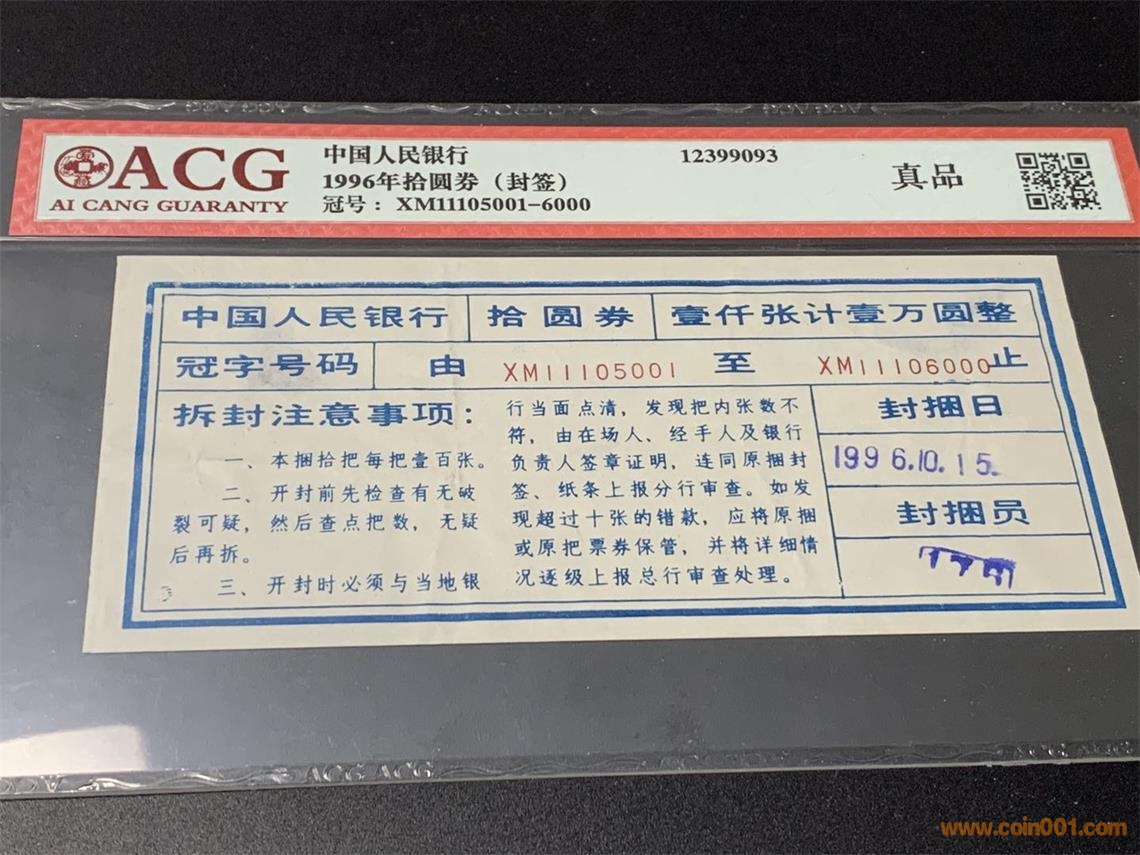 ACG
AI CANG GUARANTY
中国人民银行
1996年拾圆券（封签）
冠号：XM11105001-6000
12399093
真品
中国人民银行 拾圆券 壹仟张计壹万圆整
冠字号码 由 XM11105001 至 XM11106000 止
拆封注意事项：
一、本捆拾把每把壹百张。
二、开封前先检查有无破
裂可疑，然后查点把数，无疑
后再拆。
三、开封时必须与当地银
行当面点清，发现把内张数不
符，由在场人、经手人及银行
负责人签章证明，连同原捆封
签、纸条上报分行审查。如发
现超过十张的错款，应将原捆
或原把票券保管，并将详细情
况逐级上报总行审查处理。
封捆日
1996.10.15.
封捆员
ACG ACG
www.coin001.com